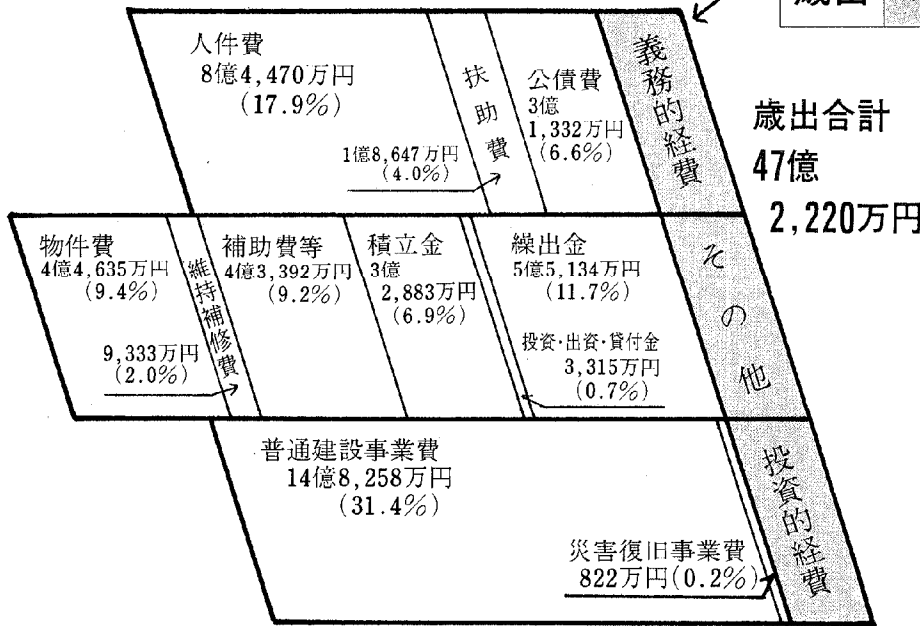 歳出
人件費
8億4,470万円
(17.9%)
扶助費
1億8,647万円
(4.0%)
公債費
3億
1,332万円
(6.6%)
義務的経費
歳出合計
47億
2,220万円
物件費
4億4,635万円
(9.4%)
維持補修費
9,333万円
(2.0%)
補助費等
4億3,392万円
(9.2%)
積立金
3億
2,883万円
(6.9%)
繰出金
5億5,134万円
(11.7%)
投資・出資・貸付金
3,315万円
(0.7%)
その他
普通建設事業費
14億8,258万円
(31.4%)
災害復旧事業費
822万円(0.2%)
投資的経費